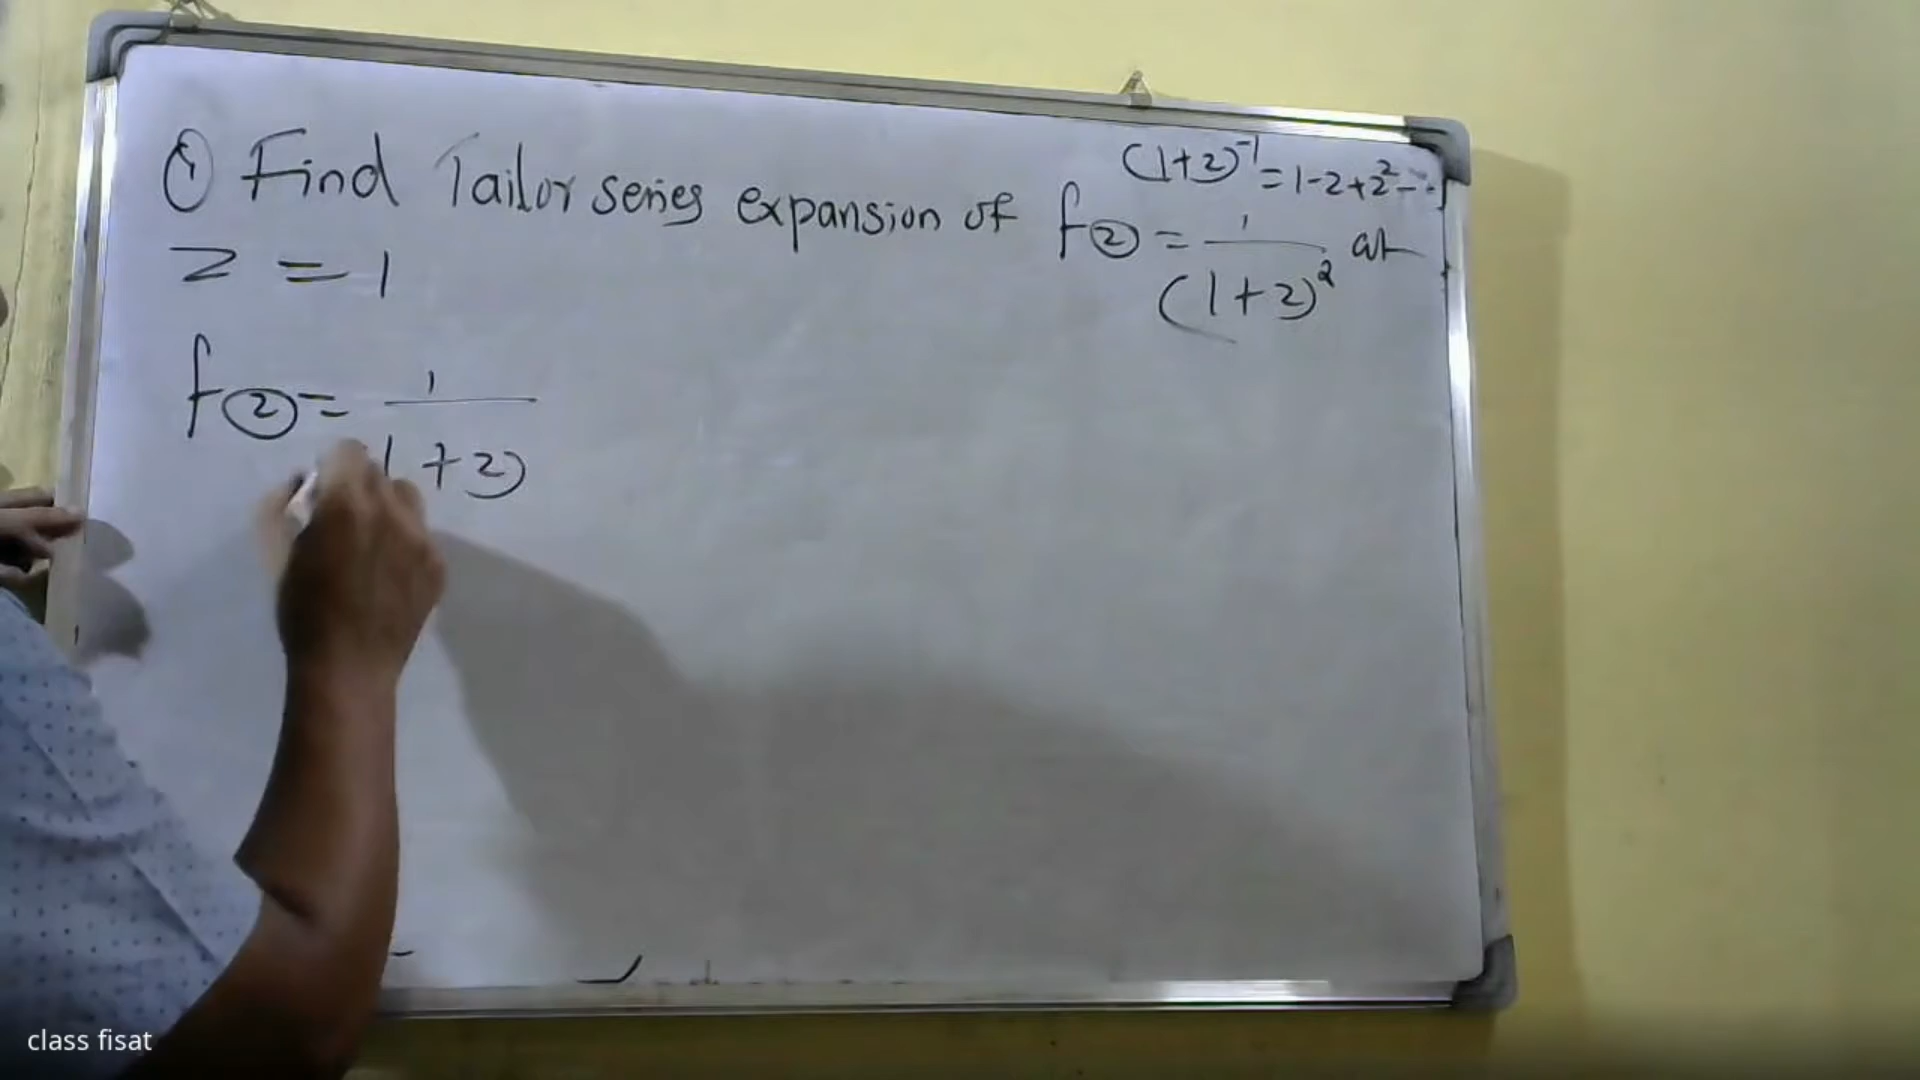 ① Find Tailor series expansion of f(z) = 1/(1+z)² at
(1+z)⁻¹ = 1-z+z²-...
z = 1
f(z) = 1/(1+z)
class fisat